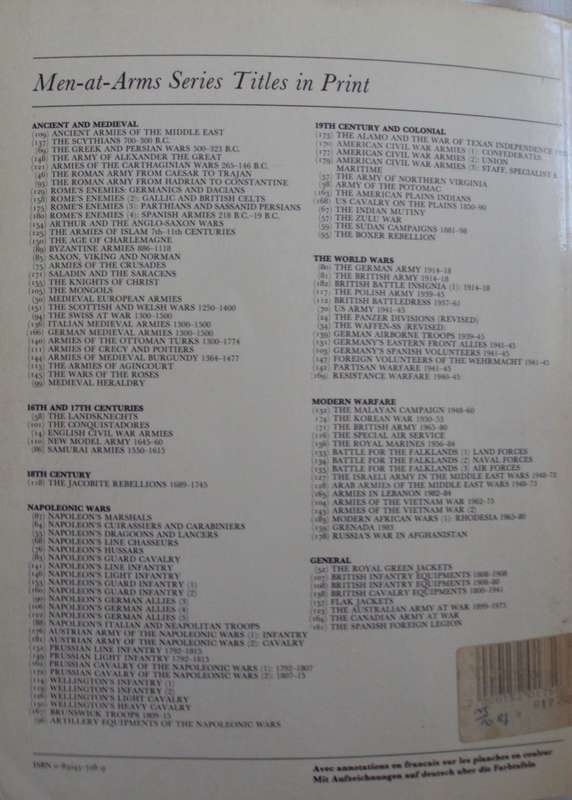 Men-at-Arms Series Titles in Print
ANCIENT AND MEDIEVAL
(109) ANCIENT ARMIES OF THE MIDDLE EAST
(137) THE SCYTHIANS 700-300 B.C.
(69) THE GREEK AND PERSIAN WARS 500-323 B.C.
(148) THE ARMY OF ALEXANDER THE GREAT
(121) ARMIES OF THE CARTHAGINIAN WARS 265-146 B.C.
(46) THE ROMAN ARMY FROM CAESAR TO TRAJAN
(93) THE ROMAN ARMY FROM HADRIAN TO CONSTANTINE
(129) ROME'S ENEMIES: GERMANICS AND DACIANS
(158) ROME'S ENEMIES (2): GALLIC AND BRITISH CELTS
(175) ROME'S ENEMIES (3): PARTHIANS AND SASSANID PERSIANS
(180) ROME'S ENEMIES (4): SPANISH ARMIES 218 B.C.-19 B.C.
(154) ARTHUR AND THE ANGLO-SAXON WARS
(125) THE ARMIES OF ISLAM 7th-11th CENTURIES
(150) THE AGE OF CHARLEMAGNE
(89) BYZANTINE ARMIES 886-1118
(85) SAXON, VIKING AND NORMAN
(75) ARMIES OF THE CRUSADES
(171) SALADIN AND THE SARACENS
(155) THE KNIGHTS OF CHRIST
(105) THE MONGOLS
(50) MEDIEVAL EUROPEAN ARMIES
(151) THE SCOTTISH AND WELSH WARS 1250-1400
(94) THE SWISS AT WAR 1300-1500
(136) ITALIAN MEDIEVAL ARMIES 1300-1500
(166) GERMAN MEDIEVAL ARMIES 1300-1500
(140) ARMIES OF THE OTTOMAN TURKS 1300-1774
(111) ARMIES OF CRECY AND POITIERS
(144) ARMIES OF MEDIEVAL BURGUNDY 1364-1477
(113) THE ARMIES OF AGINCOURT
(145) THE WARS OF THE ROSES
(99) MEDIEVAL HERALDRY
16TH AND 17TH CENTURIES
(58) THE LANDSKNECHTS
(101) THE CONQUISTADORES
(14) ENGLISH CIVIL WAR ARMIES
(110) NEW MODEL ARMY 1645-60
(86) SAMURAI ARMIES 1550-1615
18TH CENTURY
(118) THE JACOBITE REBELLIONS 1689-1745
NAPOLEONIC WARS
(87) NAPOLEON'S MARSHALS
(64) NAPOLEON'S CUIRASSIERS AND CARABINIERS
(55) NAPOLEON'S DRAGOONS AND LANCERS
(68) NAPOLEON'S LINE CHASSEURS
(76) NAPOLEON'S HUSSARS
(83) NAPOLEON'S GUARD CAVALRY
(141) NAPOLEON'S LINE INFANTRY
(146) NAPOLEON'S LIGHT INFANTRY
(153) NAPOLEON'S GUARD INFANTRY (1)
(160) NAPOLEON'S GUARD INFANTRY (2)
NAPOLEON'S GERMAN ALLIES (3)
(106) NAPOLEON'S GERMAN ALLIES (4)
NAPOLEON'S GERMAN ALLIES (5)
(88) NAPOLEON'S ITALIAN AND NEAPOLITAN TROOPS
(176) AUSTRIAN ARMY OF THE NAPOLEONIC WARS (1): INFANTRY
(181) AUSTRIAN ARMY OF THE NAPOLEONIC WARS (2): CAVALRY
(152) PRUSSIAN LINE INFANTRY 1792-1815
(149) PRUSSIAN LIGHT INFANTRY 1792-1815
(162) PRUSSIAN CAVALRY OF THE NAPOLEONIC WARS (1): 1792-1807
(172) PRUSSIAN CAVALRY OF THE NAPOLEONIC WARS (2): 1807-15
(114) WELLINGTON'S INFANTRY (1)
(119) WELLINGTON'S INFANTRY (2)
(126) WELLINGTON'S LIGHT CAVALRY
(130) WELLINGTON'S HEAVY CAVALRY
(167) BRUNSWICK TROOPS 1809-15
(96) ARTILLERY EQUIPMENTS OF THE NAPOLEONIC WARS
19TH CENTURY AND COLONIAL
(173) THE ALAMO AND THE WAR OF TEXAN INDEPENDENCE
(170) AMERICAN CIVIL WAR ARMIES (1): CONFEDERATES
(177) AMERICAN CIVIL WAR ARMIES (2): UNION
(179) AMERICAN CIVIL WAR ARMIES (3): STAFF, SPECIALIST &
MARITIME
(37) THE ARMY OF NORTHERN VIRGINIA
(38) ARMY OF THE POTOMAC
(163) THE AMERICAN PLAINS INDIANS
(168) US CAVALRY ON THE PLAINS 1850-90
(67) THE INDIAN MUTINY
(57) THE ZULU WAR
(59) THE SUDAN CAMPAIGNS 1881-98
(95) THE BOXER REBELLION
THE WORLD WARS
(80) THE GERMAN ARMY 1914-18
(81) THE BRITISH ARMY 1914-18
(182) BRITISH BATTLE INSIGNIA (1): 1914-18
(117) THE POLISH ARMY 1939-45
(112) BRITISH BATTLEDRESS 1937-61
(70) US ARMY 1941-45
(24) THE PANZER DIVISIONS (REVISED)
(34) THE WAFFEN-SS (REVISED)
(139) GERMAN AIRBORNE TROOPS 1939-45
(131) GERMANY'S EASTERN FRONT ALLIES 1941-45
(103) GERMANY'S SPANISH VOLUNTEERS 1941-45
(147) FOREIGN VOLUNTEERS OF THE WEHRMACHT 1941-45
(142) PARTISAN WARFARE 1941-45
(169) RESISTANCE WARFARE 1940-45
MODERN WARFARE
(132) THE MALAYAN CAMPAIGN 1948-60
(174) THE KOREAN WAR 1950-53
(71) THE BRITISH ARMY 1965-80
(116) THE SPECIAL AIR SERVICE
(156) THE ROYAL MARINES 1956-84
(133) BATTLE FOR THE FALKLANDS (1) LAND FORCES
(134) BATTLE FOR THE FALKLANDS (2) NAVAL FORCES
(135) BATTLE FOR THE FALKLANDS (3) AIR FORCES
(127) THE ISRAELI ARMY IN THE MIDDLE EAST WARS 1948-73
(128) ARAB ARMIES OF THE MIDDLE EAST WARS 1948-73
(165) ARMIES IN LEBANON 1982-84
(104) ARMIES OF THE VIETNAM WAR 1962-75
(143) ARMIES OF THE VIETNAM WAR (2)
(183) MODERN AFRICAN WARS (1): RHODESIA 1965-80
(159) GRENADA 1983
(178) RUSSIA'S WAR IN AFGHANISTAN
GENERAL
(52) THE ROYAL GREEN JACKETS
(107) BRITISH INFANTRY EQUIPMENTS 1808-1908
(108) BRITISH INFANTRY EQUIPMENTS 1908-80
(138) BRITISH CAVALRY EQUIPMENTS 1800-1941
(157) FLAK JACKETS
(123) THE AUSTRALIAN ARMY AT WAR 1899-1975
(164) THE CANADIAN ARMY AT WAR
(161) THE SPANISH FOREIGN LEGION
ISBN 0-85045-
Avec annotations en francais sur les planches en couleur
Mit Aufzeichnungen auf deutsch uber die Farbtafeln